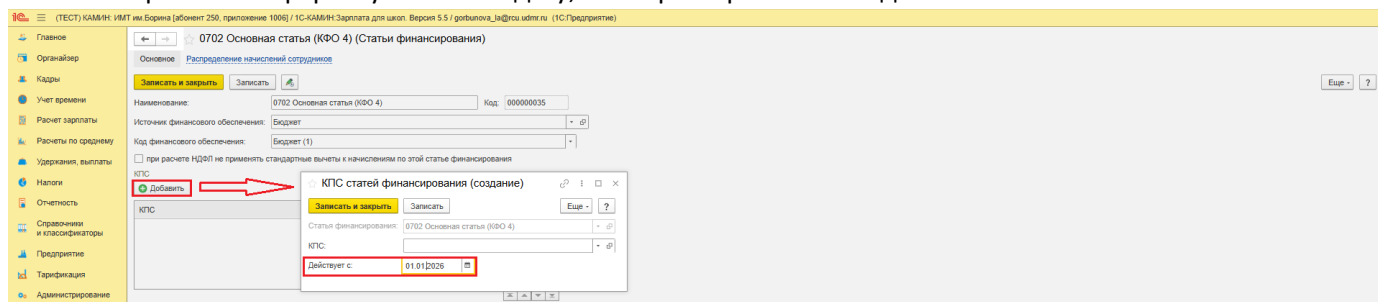 (ТЕСТ) КАМИН: ИМТ им.Борина [абонент 250, приложение 1006] / 1С-КАМИН:Зарплата для школ. Версия 5.5 / gorbunova_la@rcu.udmr.ru (1С:Предприятие)
Главное
Органайзер
Кадры
Учет времени
Расчет зарплаты
Расчеты по среднему
Удержания, выплаты
Налоги
Отчетность
Справочники
и классификаторы
Предприятие
Тарификация
Администрирование
0702 Основная статья (КФО 4) (Статьи финансирования)
Основное Распределение начислений сотрудников
Записать и закрыть Записать Еще ?
Наименование: 0702 Основная статья (КФО 4) Код: 000000035
Источник финансового обеспечения: Бюджет
Код финансового обеспечения: Бюджет (1)
при расчете НДФЛ не применять стандартные вычеты к начислениям по этой статье финансирования
КПС
Добавить
КПС
КПС статей финансирования (создание)
Записать и закрыть Записать Еще ?
Статья финансирования: 0702 Основная статья (КФО 4)
КПС:
Действует с: 01.01.2026